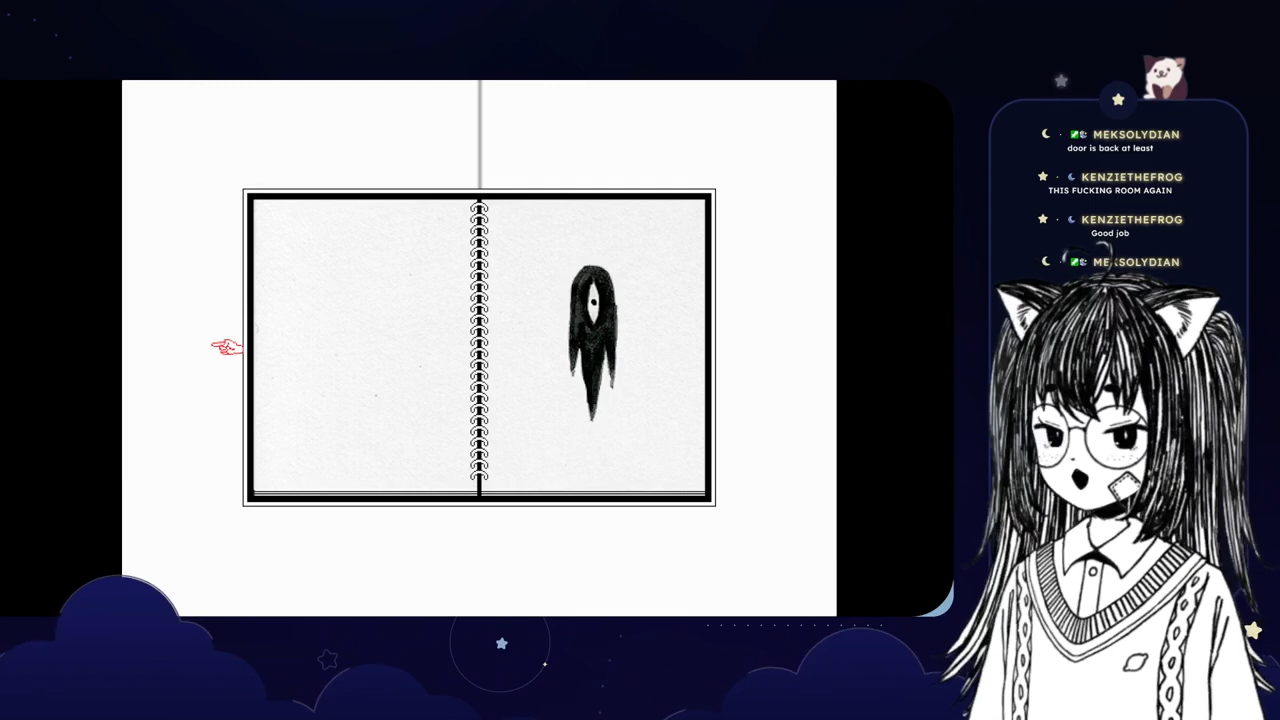 MEKSOLYDIAN
door is back at least
KENZIETHEFROG
THIS FUCKING ROOM AGAIN
KENZIETHEFROG
Good job
MEKSOLYDIAN